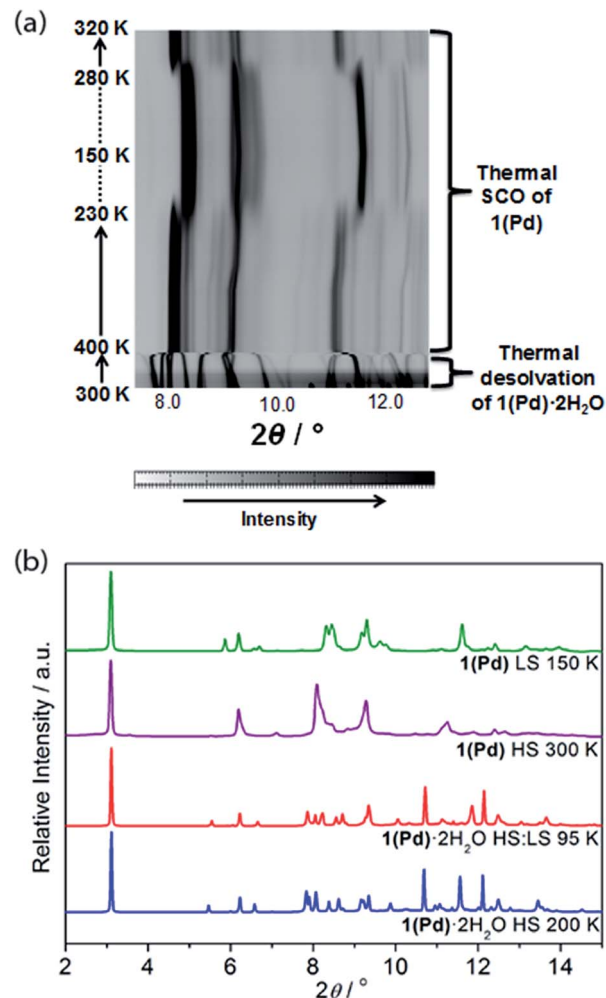 (a)
320 K
280 K
150 K
230 K
400 K
300 K
Thermal
SCO of
1(Pd)
Thermal
desolvation
of 1(Pd)·2H₂O
8.0 10.0 12.0
2θ / °
Intensity
(b)
Relative Intensity / a.u.
1(Pd) LS 150 K
1(Pd) HS 300 K
1(Pd)·2H₂O HS:LS 95 K
1(Pd)·2H₂O HS 200 K
2 4 6 8 10 12 14
2θ / °